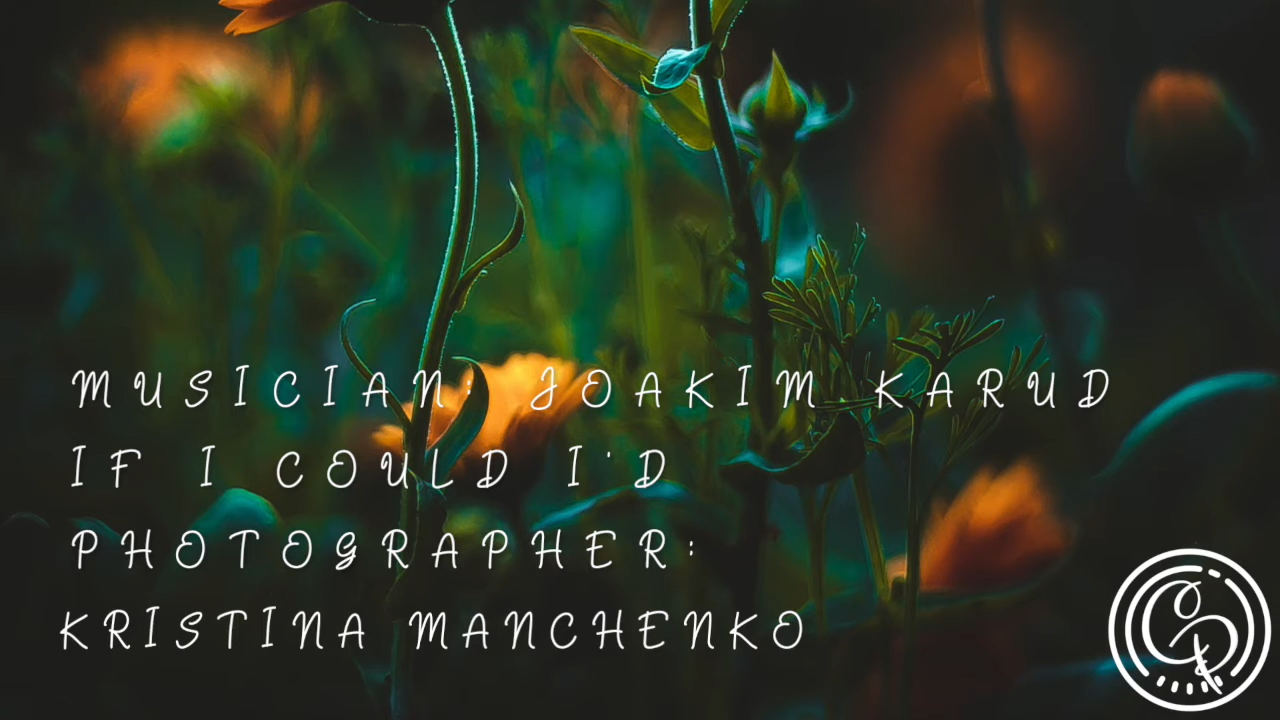 MUSICIAN: JOAKIM KARUD
IF I COULD I'D
PHOTOGRAPHER:
KRISTINA MANCHENKO